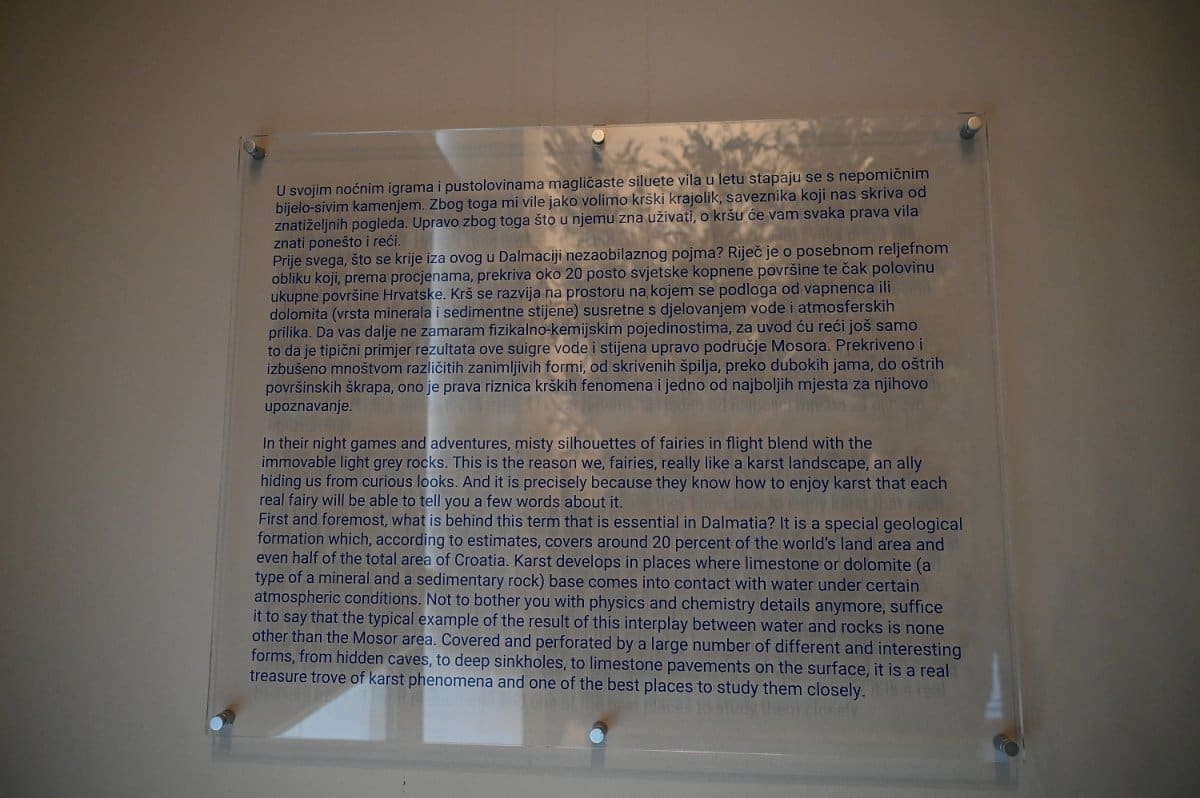 U svojim noćnim igrama i pustolovinama magličaste siluete vila u letu stapaju se s nepomičnim
bijelo-sivim kamenjem. Zbog toga mi vile jako volimo krški krajolik, saveznika koji nas skriva od
znatiželjnih pogleda. Upravo zbog toga što u njemu zna uživati, o kršu će vam svaka prava vila
znati ponešto i reći.
Prije svega, što se krije iza ovog u Dalmaciji nezaobilaznog pojma? Riječ je o posebnom reljefnom
obliku koji, prema procjenama, prekriva oko 20 posto svjetske kopnene površine te čak polovinu
ukupne površine Hrvatske. Krš se razvija na prostoru na kojem se podloga od vapnenca ili
dolomita (vrsta minerala i sedimentne stijene) susretne s djelovanjem vode i atmosferskih
prilika. Da vas dalje ne zamaram fizikalno-kemijskim pojedinostima, za uvod ću reći još samo
to da je tipični primjer rezultata ove suigre vode i stijena upravo područje Mosora. Prekriveno i
izbušeno mnoštvom različitih zanimljivih formi, od skrivenih špilja, preko dubokih jama, do oštrih
površinskih škrapa, ono je prava riznica krških fenomena i jedno od najboljih mjesta za njihovo
upoznavanje.
In their night games and adventures, misty silhouettes of fairies in flight blend with the
immovable light grey rocks. This is the reason we, fairies, really like a karst landscape, an ally
hiding us from curious looks. And it is precisely because they know how to enjoy karst that each
real fairy will be able to tell you a few words about it.
First and foremost, what is behind this term that is essential in Dalmatia? It is a special geological
formation which, according to estimates, covers around 20 percent of the world's land area and
even half of the total area of Croatia. Karst develops in places where limestone or dolomite (a
type of a mineral and a sedimentary rock) base comes into contact with water under certain
atmospheric conditions. Not to bother you with physics and chemistry details anymore, suffice
it to say that the typical example of the result of this interplay between water and rocks is none
other than the Mosor area. Covered and perforated by a large number of different and interesting
forms, from hidden caves, to deep sinkholes, to limestone pavements on the surface, it is a real
treasure trove of karst phenomena and one of the best places to study them closely.